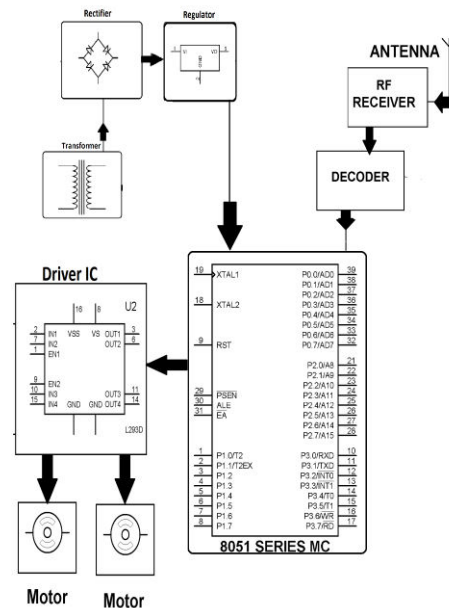 Rectifier
Regulator
1 VI VO 3
Transformer
ANTENNA
RF
RECEIVER
DECODER
Driver IC
16 8 U2
VSS VS
2 IN1 OUT1 3
7 IN2 OUT2 6
1 EN1
9 EN2
10 IN3 OUT3 11
15 IN4 GND GND OUT4 14
L293D
Motor
Motor
19 XTAL1 P0.0/AD0 39
P0.1/AD1 38
P0.2/AD2 37
18 XTAL2 P0.3/AD3 36
P0.4/AD4 35
P0.5/AD5 34
P0.6/AD6 33
9 RST P0.7/AD7 32
P2.0/A8 21
P2.1/A9 22
P2.2/A10 23
29 PSEN P2.3/A11 24
30 ALE P2.4/A12 25
31 EA P2.5/A13 26
P2.6/A14 27
P2.7/A15 28
1 P1.0/T2 P3.0/RXD 10
2 P1.1/T2EX P3.1/TXD 11
3 P1.2 P3.2/INT0 12
4 P1.3 P3.3/INT1 13
5 P1.4 P3.4/T0 14
6 P1.5 P3.5/T1 15
7 P1.6 P3.6/WR 16
8 P1.7 P3.7/RD 17
8051 SERIES MC